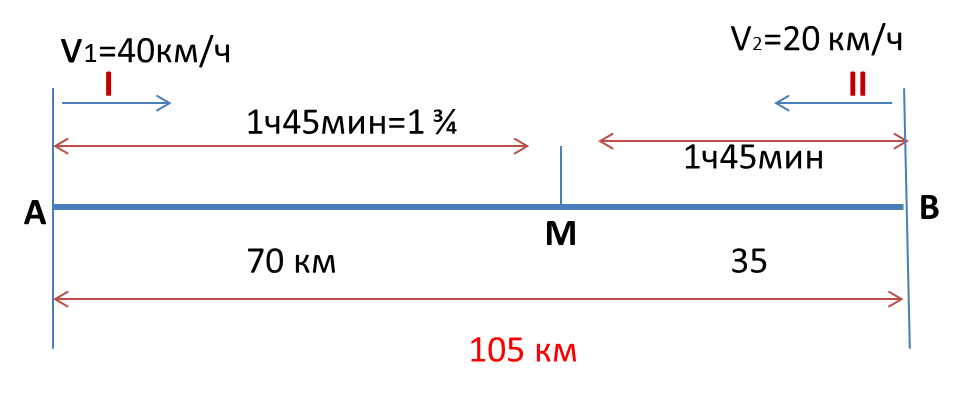 V1=40км/ч
V2=20 км/ч
I
II
1ч45мин=1 ¾
1ч45мин
A
M
B
70 км
35
105 км